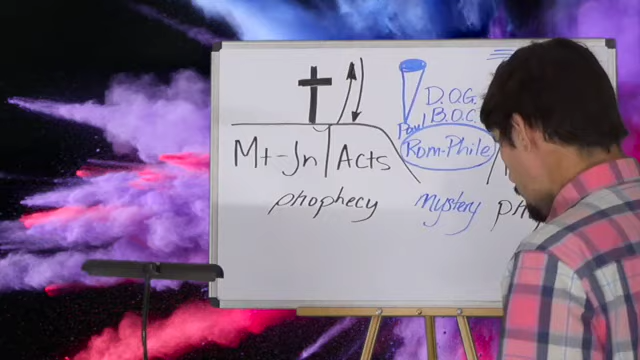 D.O.G.
Paul B.O.C.
Mt-Jn Acts Rom-Phile
prophecy mystery